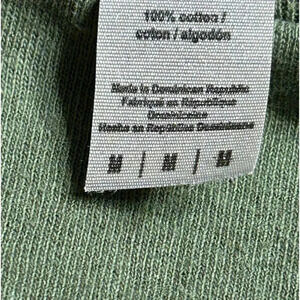 100% cotton /
coton / algodón
Made in Dominican Republic
Fabriqué en République
Dominicaine
Hecho en República Dominicana
M / M / M